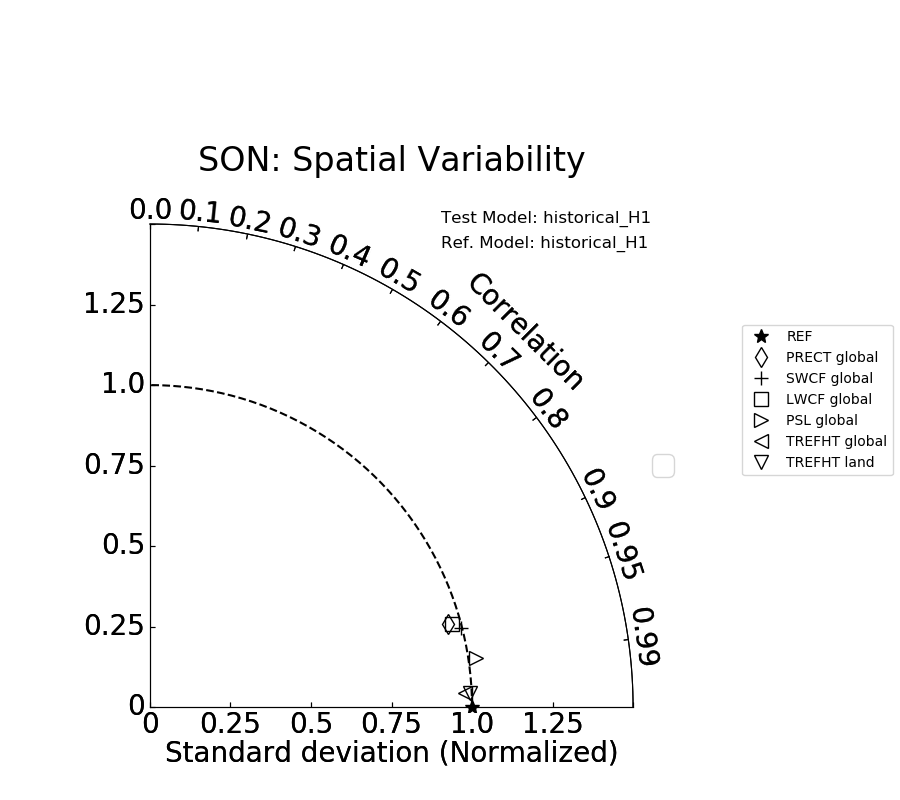 SON: Spatial Variability
Test Model: historical_H1
Ref. Model: historical_H1
0.0 0.1 0.2 0.3 0.4 0.5 0.6 0.7 0.8 0.9 0.95 0.99
Correlation
1.25
1.0
0.75
0.5
0.25
0
0 0.25 0.5 0.75 1.0 1.25
Standard deviation (Normalized)
REF
PRECT global
SWCF global
LWCF global
PSL global
TREFHT global
TREFHT land